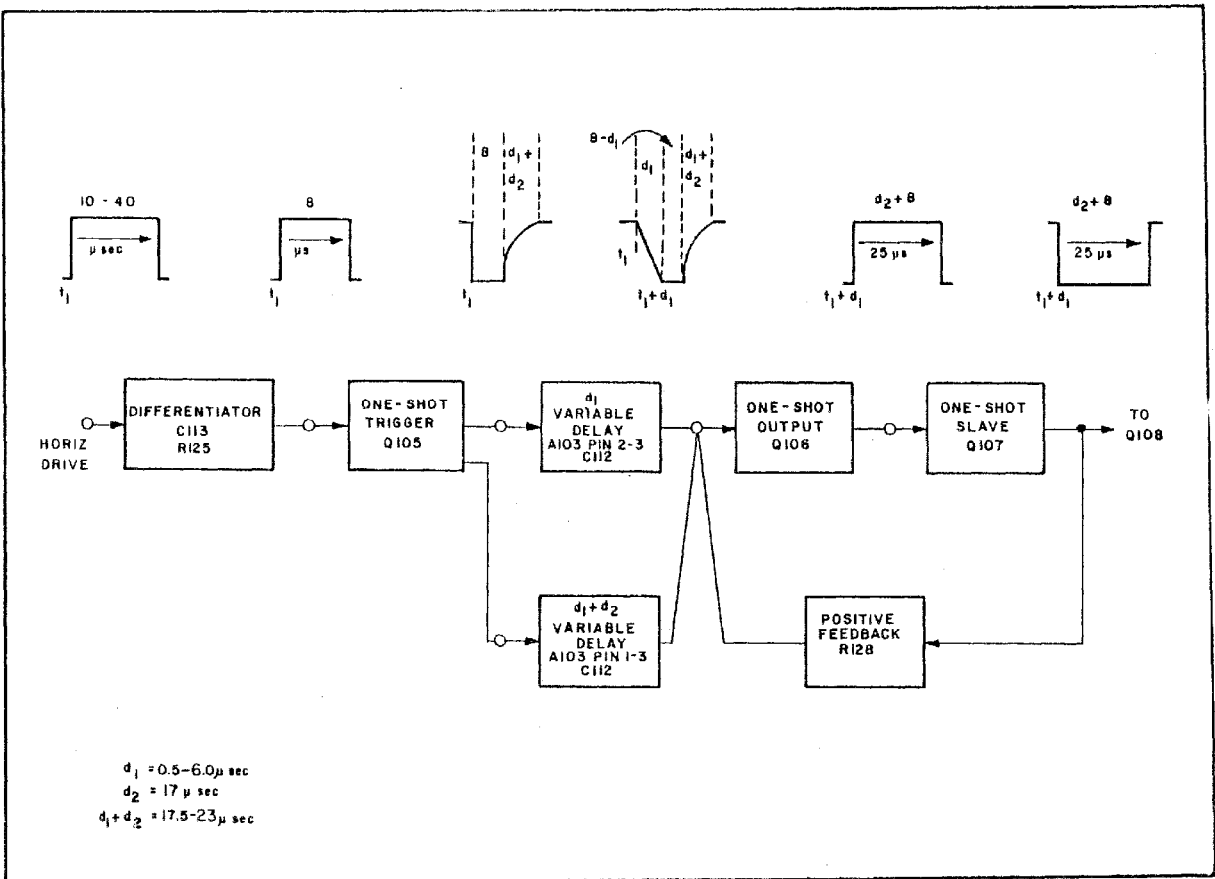 10 - 40
μ sec
t1
8
μs
t1
8
d1+
d2
t1
8-d1
d1
d1+
d2
t1
t1+d1
d2+8
25 μs
t1+d1
d2+8
25 μs
t1+d1
HORIZ
DRIVE
DIFFERENTIATOR
C113
R125
ONE-SHOT
TRIGGER
Q105
d1
VARIABLE
DELAY
A103 PIN 2-3
C112
ONE-SHOT
OUTPUT
Q106
ONE-SHOT
SLAVE
Q107
TO
Q108
d1+d2
VARIABLE
DELAY
A103 PIN 1-3
C112
POSITIVE
FEEDBACK
R128
d1 =0.5-6.0μ sec
d2 = 17 μ sec
d1+d2 =17.5-23μ sec